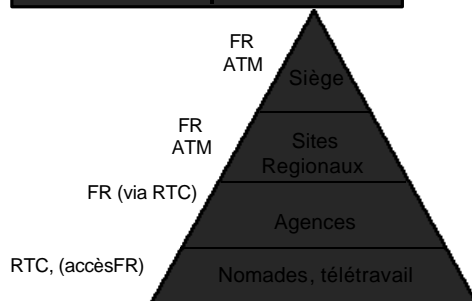 FR
ATM
Siège
FR
ATM
Sites
Regionaux
FR (via RTC)
Agences
RTC, (accèsFR)
Nomades, télétravail